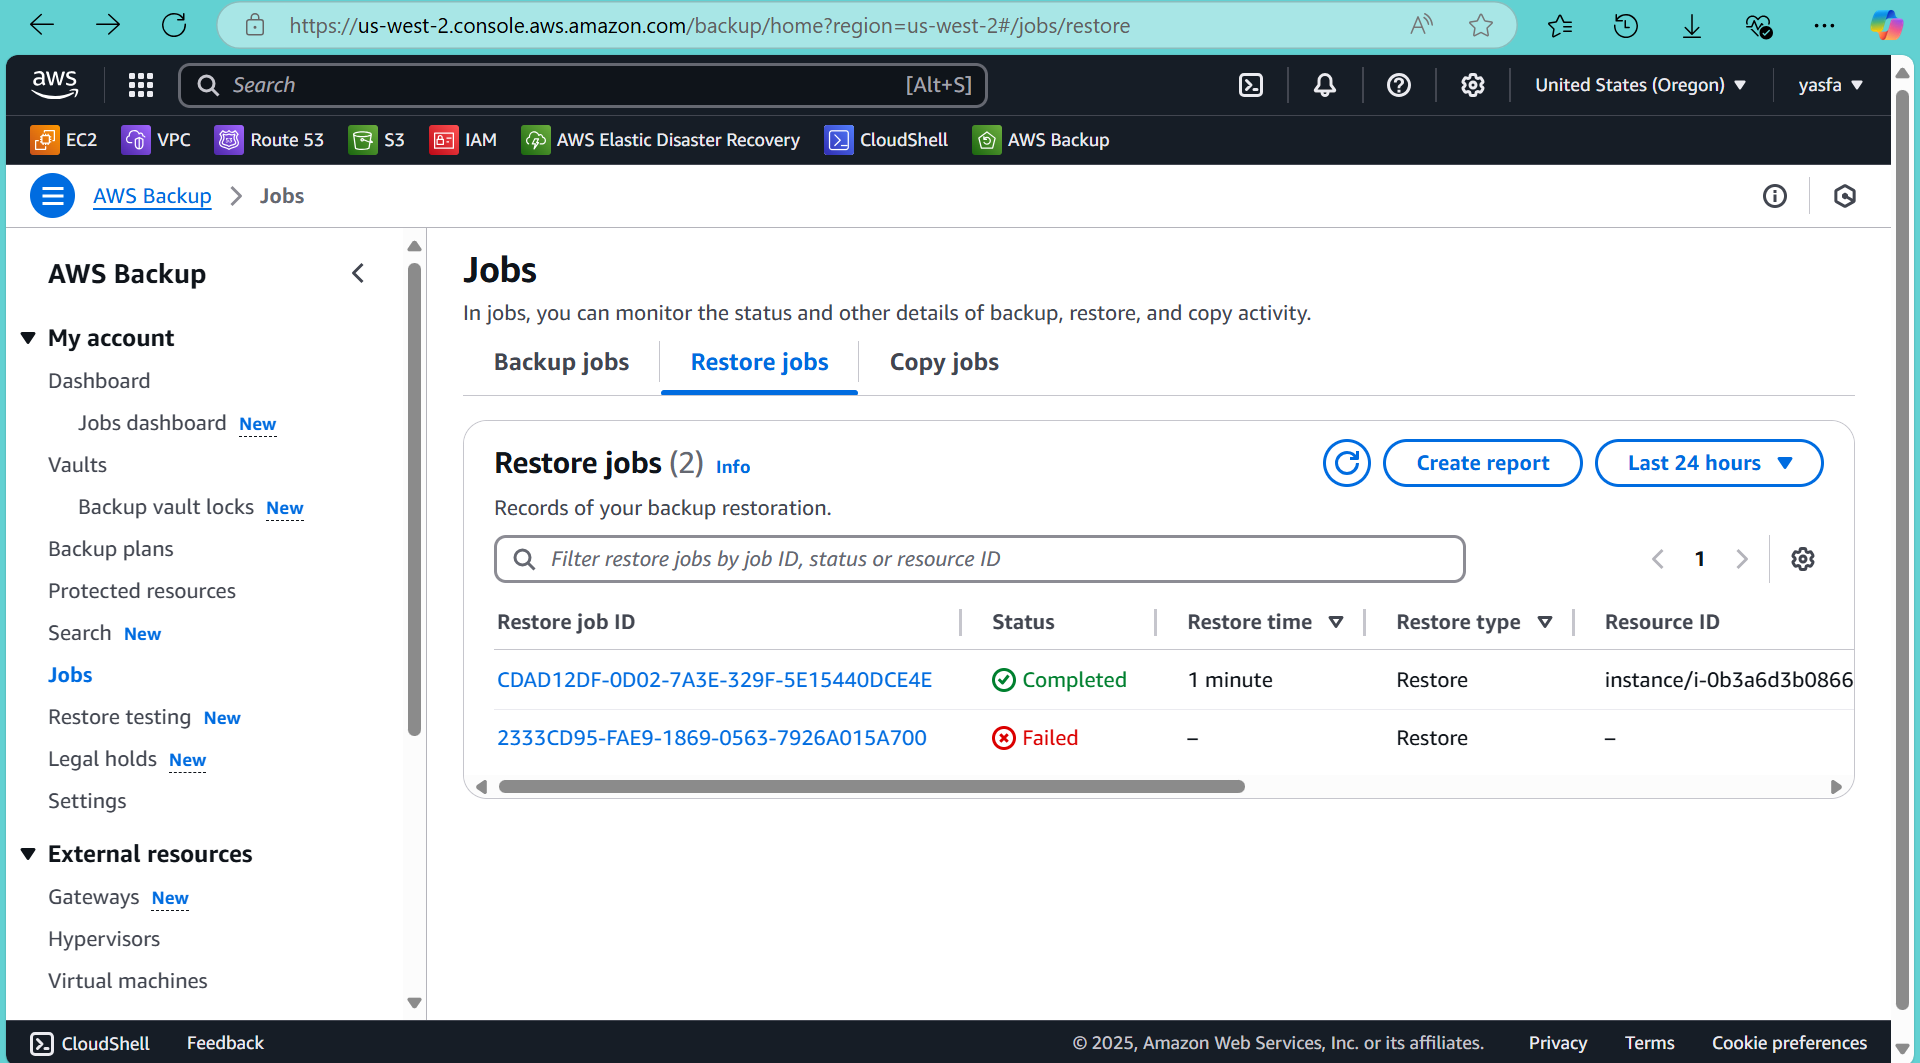 https://us-west-2.console.aws.amazon.com/backup/home?region=us-west-2#/jobs/restore
aws
Search
[Alt+S]
United States (Oregon)
yasfa
EC2
VPC
Route 53
S3
IAM
AWS Elastic Disaster Recovery
CloudShell
AWS Backup
AWS Backup
Jobs
AWS Backup
My account
Dashboard
Jobs dashboard New
Vaults
Backup vault locks New
Backup plans
Protected resources
Search New
Jobs
Restore testing New
Legal holds New
Settings
External resources
Gateways New
Hypervisors
Virtual machines
Jobs
In jobs, you can monitor the status and other details of backup, restore, and copy activity.
Backup jobs
Restore jobs
Copy jobs
Restore jobs (2) Info
Create report
Last 24 hours
Records of your backup restoration.
Filter restore jobs by job ID, status or resource ID
1
Restore job ID Status Restore time Restore type Resource ID
CDAD12DF-0D02-7A3E-329F-5E15440DCE4E Completed 1 minute Restore instance/i-0b3a6d3b0866
2333CD95-FAE9-1869-0563-7926A015A700 Failed – Restore –
CloudShell
Feedback
© 2025, Amazon Web Services, Inc. or its affiliates.
Privacy
Terms
Cookie preferences